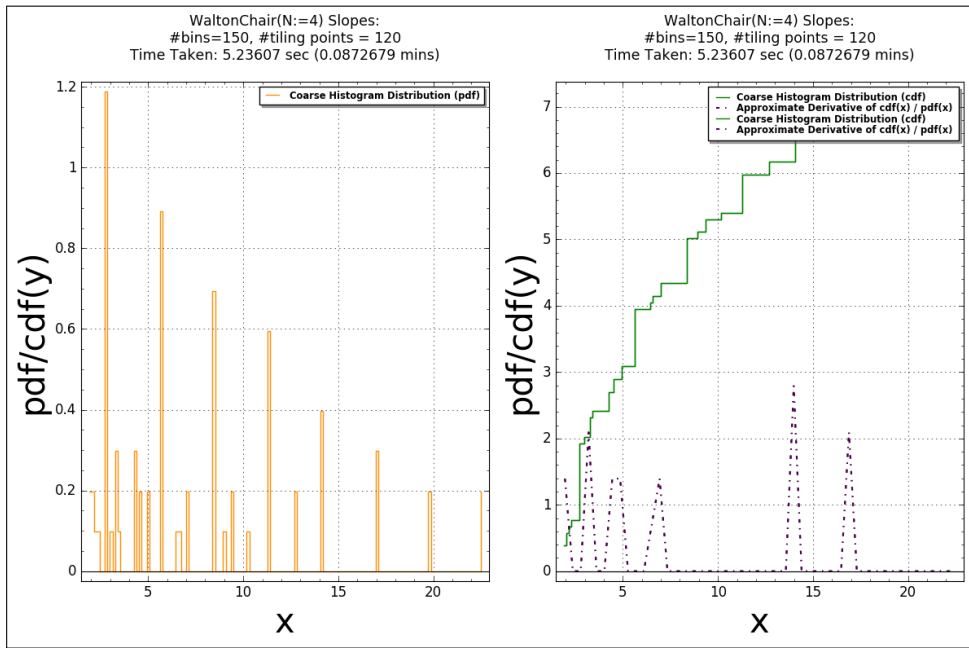 WaltonChair(N:=4) Slopes:
#bins=150, #tiling points = 120
Time Taken: 5.23607 sec (0.0872679 mins)
Coarse Histogram Distribution (pdf)
1.2
1
0.8
0.6
0.4
0.2
0
pdf/cdf(y)
5
10
15
20
x
WaltonChair(N:=4) Slopes:
#bins=150, #tiling points = 120
Time Taken: 5.23607 sec (0.0872679 mins)
Coarse Histogram Distribution (cdf)
Approximate Derivative of cdf(x) / pdf(x)
Coarse Histogram Distribution (cdf)
Approximate Derivative of cdf(x) / pdf(x)
7
6
5
4
3
2
1
0
pdf/cdf(y)
5
10
15
20
x